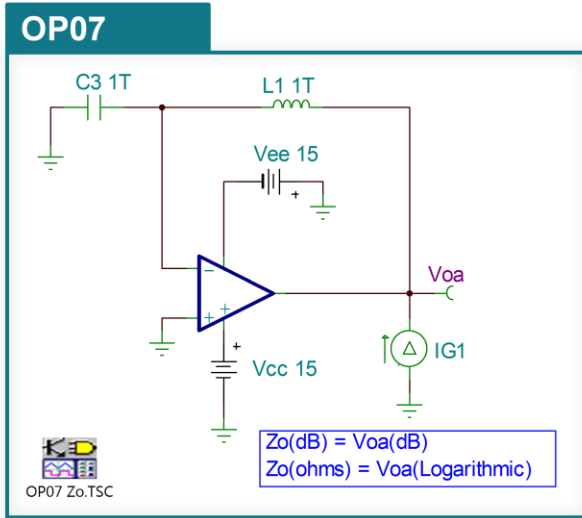 OP07
C3 1T
L1 1T
Vee 15
+
Voa
−
+
+
+
Vcc 15
IG1
Zo(dB) = Voa(dB)
Zo(ohms) = Voa(Logarithmic)
OP07 Zo.TSC